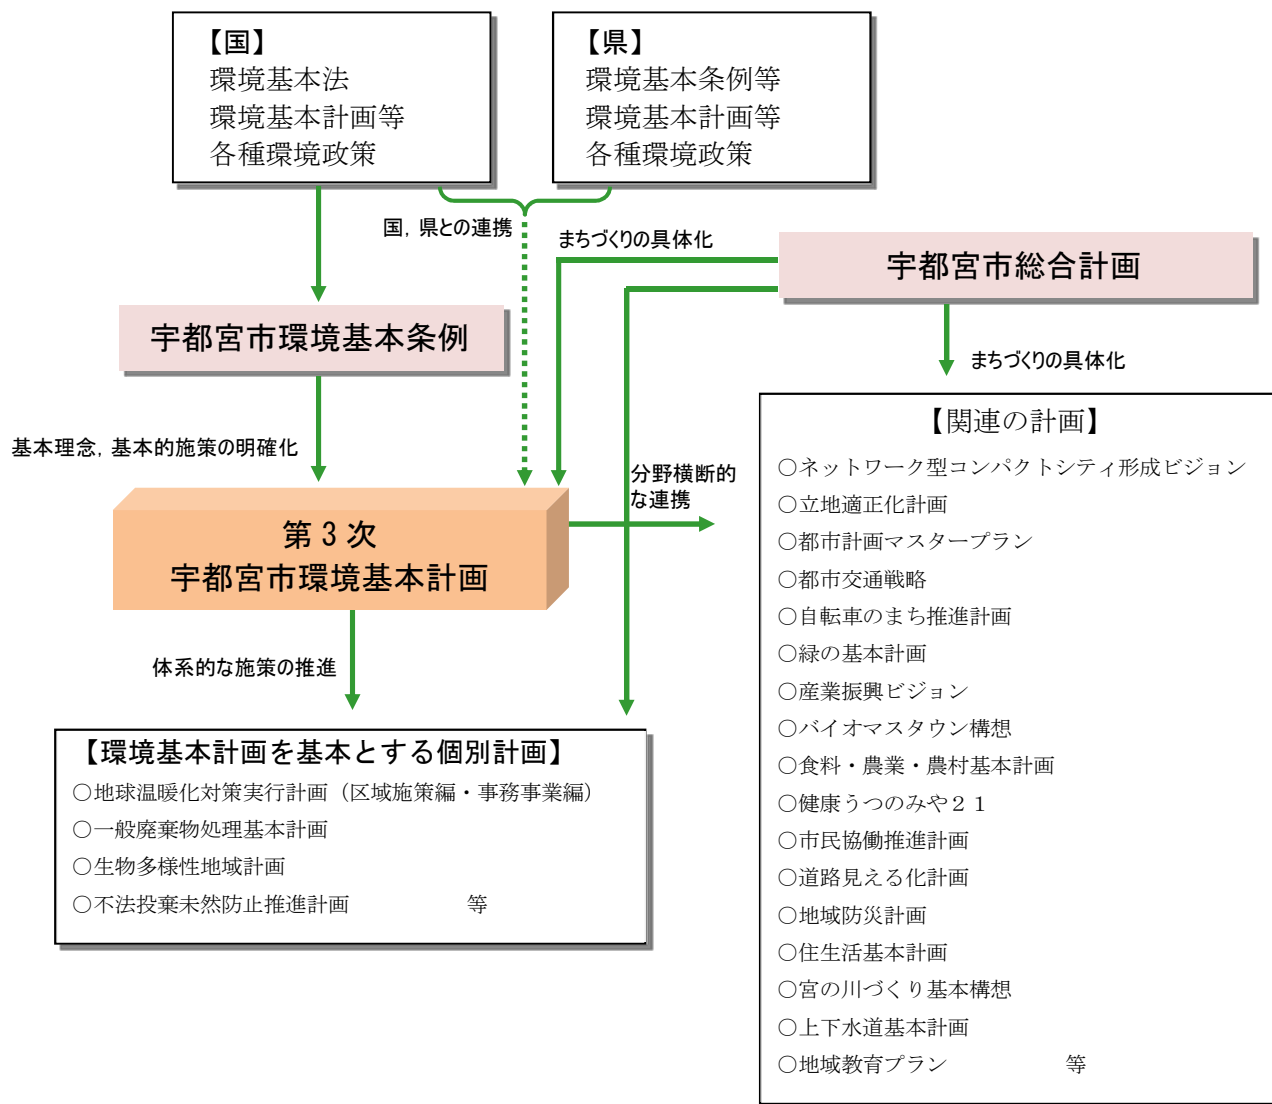 【国】
環境基本法
環境基本計画等
各種環境政策
【県】
環境基本条例等
環境基本計画等
各種環境政策
国，県との連携
まちづくりの具体化
宇都宮市総合計画
宇都宮市環境基本条例
まちづくりの具体化
基本理念，基本的施策の明確化
分野横断的
な連携
第３次
宇都宮市環境基本計画
体系的な施策の推進
【環境基本計画を基本とする個別計画】
○地球温暖化対策実行計画（区域施策編・事務事業編）
○一般廃棄物処理基本計画
○生物多様性地域計画
○不法投棄未然防止推進計画　　　　　等
【関連の計画】
○ネットワーク型コンパクトシティ形成ビジョン
○立地適正化計画
○都市計画マスタープラン
○都市交通戦略
○自転車のまち推進計画
○緑の基本計画
○産業振興ビジョン
○バイオマスタウン構想
○食料・農業・農村基本計画
○健康うつのみや２１
○市民協働推進計画
○道路見える化計画
○地域防災計画
○住生活基本計画
○宮の川づくり基本構想
○上下水道基本計画
○地域教育プラン　　　　　等